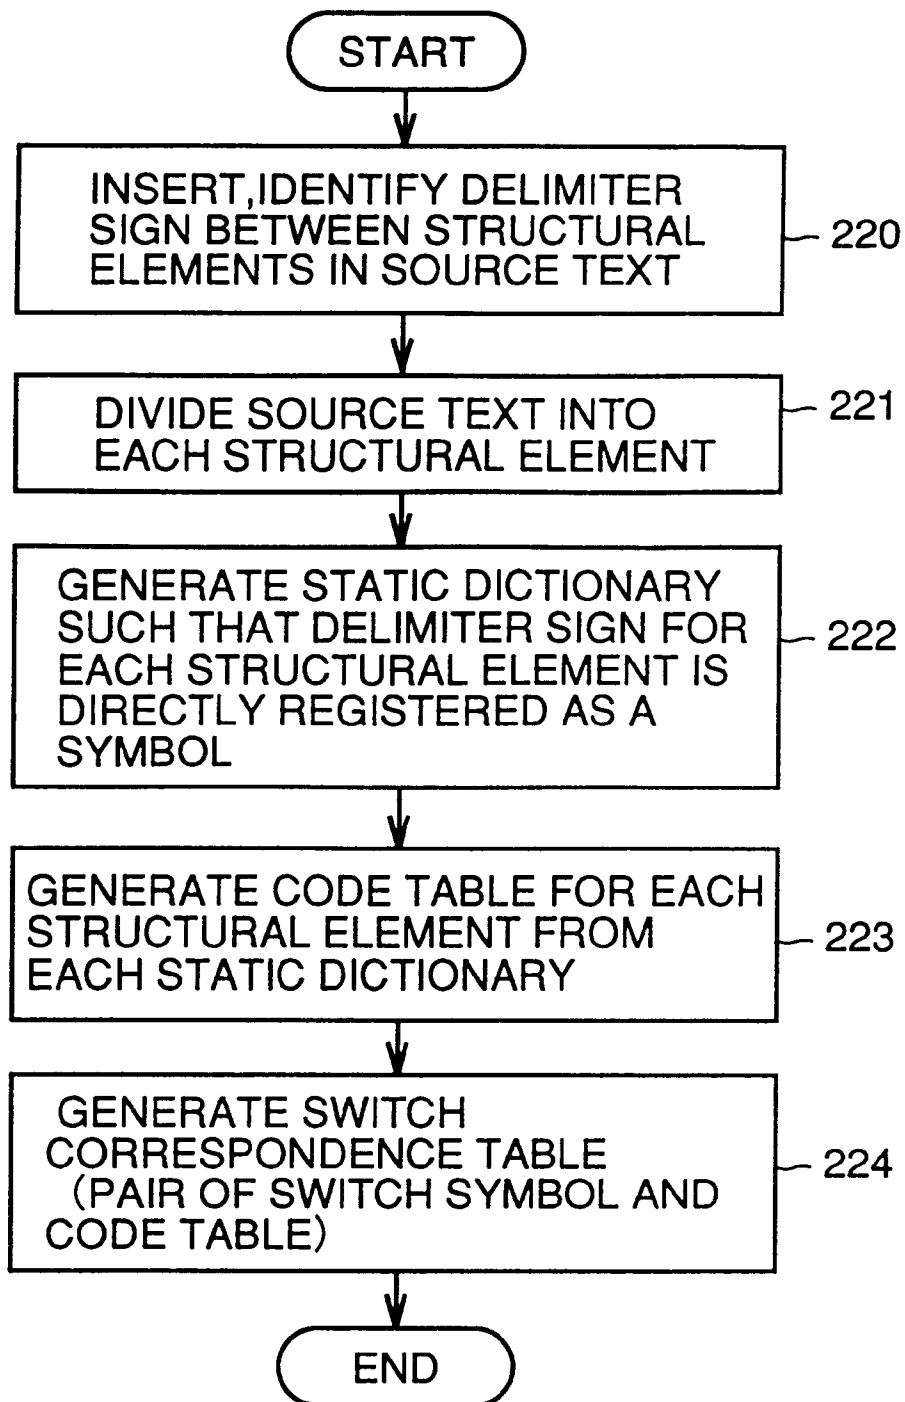 START
INSERT,IDENTIFY DELIMITER
SIGN BETWEEN STRUCTURAL
ELEMENTS IN SOURCE TEXT
220
DIVIDE SOURCE TEXT INTO
EACH STRUCTURAL ELEMENT
221
GENERATE STATIC DICTIONARY
SUCH THAT DELIMITER SIGN FOR
EACH STRUCTURAL ELEMENT IS
DIRECTLY REGISTERED AS A
SYMBOL
222
GENERATE CODE TABLE FOR EACH
STRUCTURAL ELEMENT FROM
EACH STATIC DICTIONARY
223
GENERATE SWITCH
CORRESPONDENCE TABLE
(PAIR OF SWITCH SYMBOL AND
CODE TABLE)
224
END